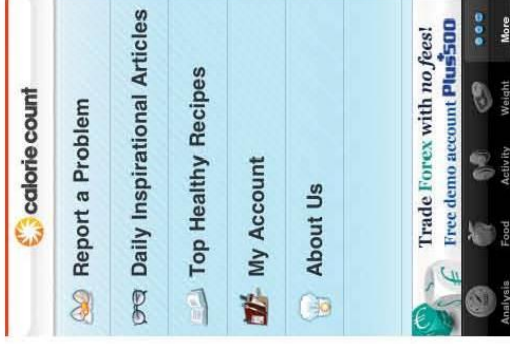 calorie count
Report a Problem
Daily Inspirational Articles
Top Healthy Recipes
My Account
About Us
Trade Forex with no fees!
Free demo account Plus500
Analysis
Food
Activity
Weight
More